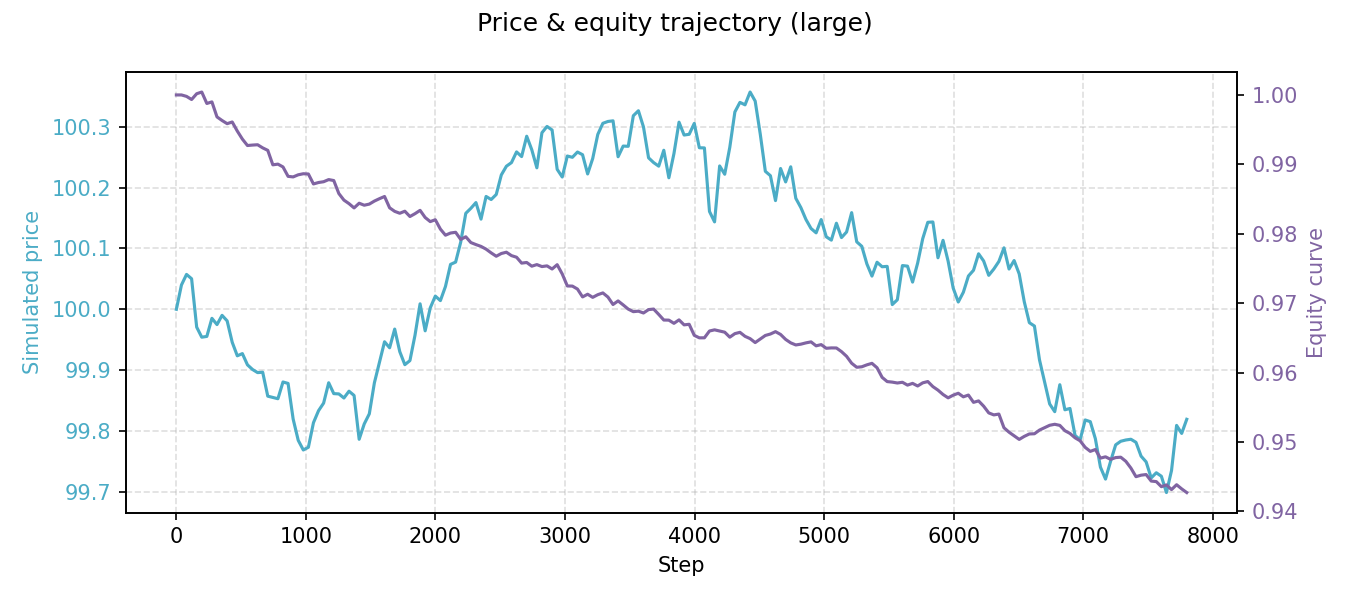 Price & equity trajectory (large)
Simulated price
100.3
100.2
100.1
100.0
99.9
99.8
99.7
1.00
0.99
0.98
0.97
0.96
0.95
0.94
Equity curve
0 1000 2000 3000 4000 5000 6000 7000 8000
Step